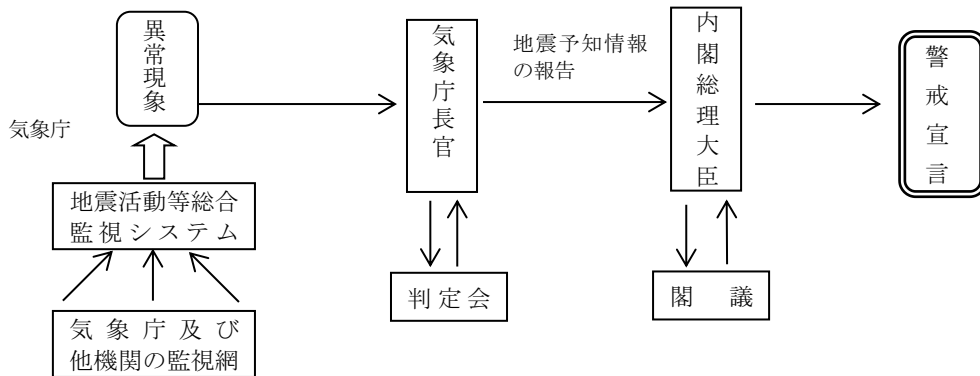 異常現象
気象庁長官
地震予知情報
の報告
内閣総理大臣
警戒宣言
気象庁
地震活動等総合
監視システム
判定会
閣　議
気象庁及び
他機関の監視網